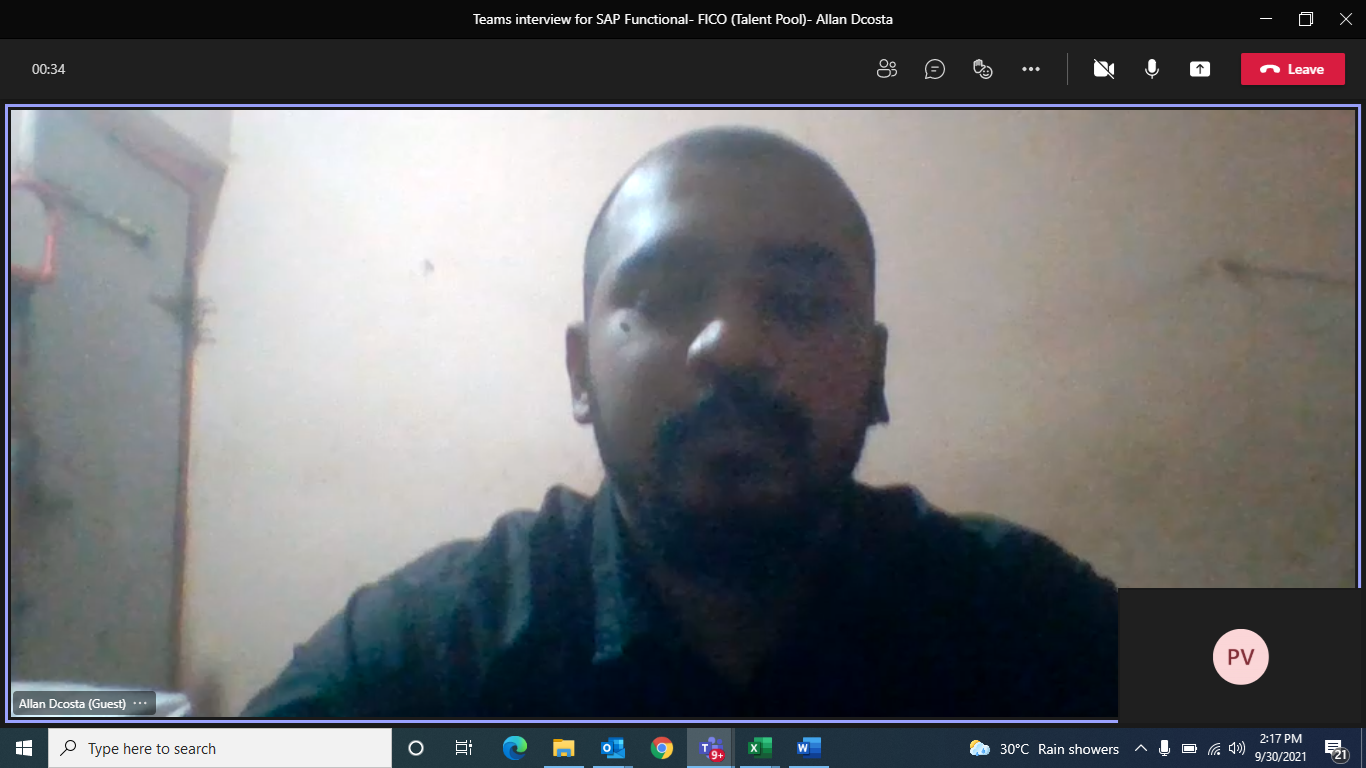 Teams interview for SAP Functional- FICO (Talent Pool)- Allan Dcosta
00:34
Leave
Allan Dcosta (Guest)
PV
Type here to search
9+
30°C Rain showers
2:17 PM
9/30/2021
21